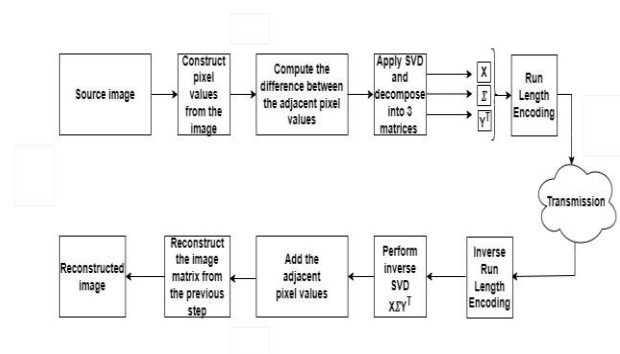 Source image
Construct
pixel
values
from the
image
Compute the
difference between
the adjacent pixel
values
Apply SVD
and
decompose
into 3
matrices
X
Σ
Yᵀ
Run
Length
Encoding
Transmission
Inverse
Run
Length
Encoding
Perform
inverse
SVD
XΣYᵀ
Add the
adjacent
pixel values
Reconstruct
the image
matrix from
the previous
step
Reconstructed
image